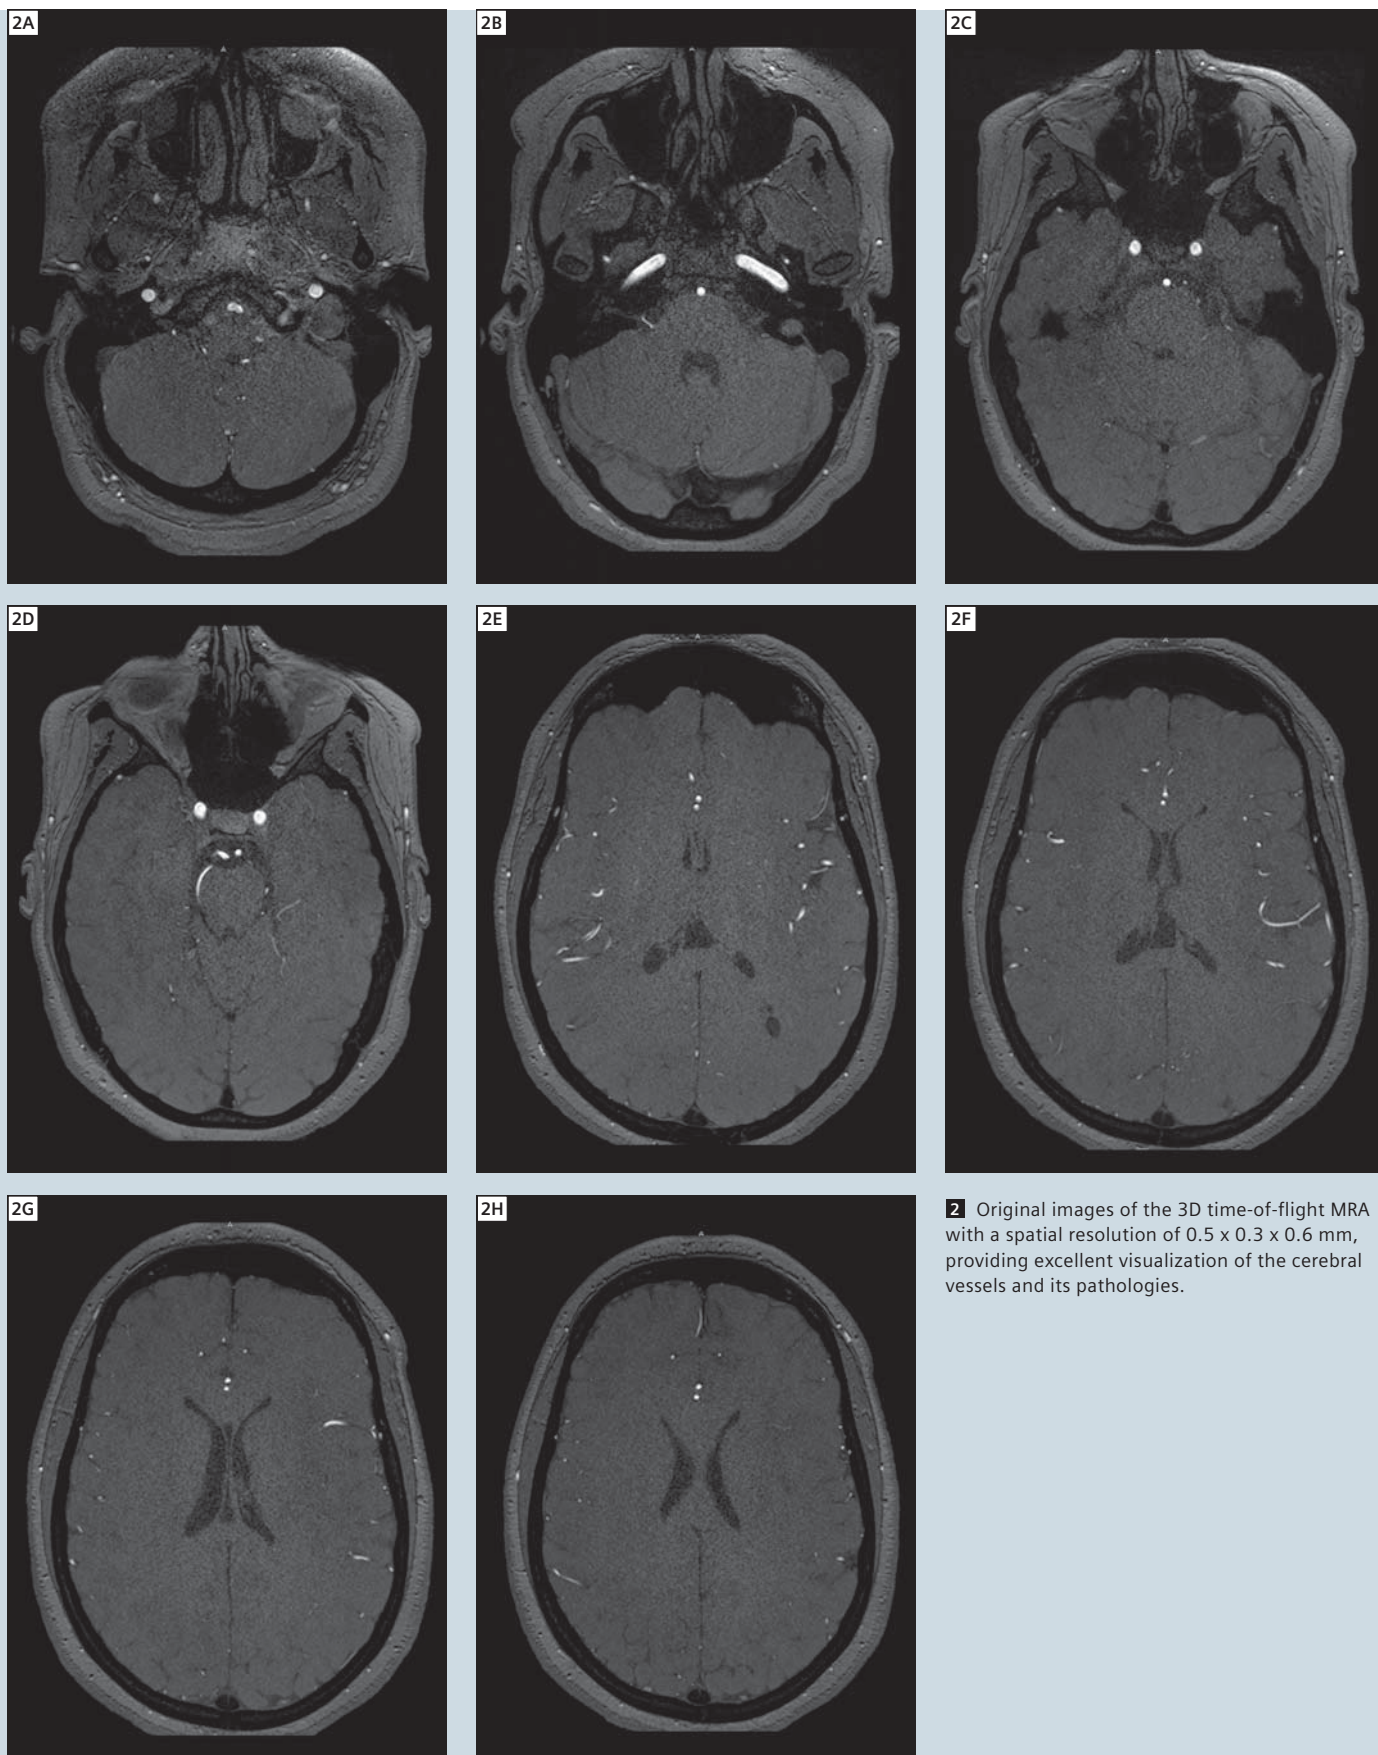 2A
2B
2C
2D
2E
2F
2G
2H
2 Original images of the 3D time-of-flight MRA
with a spatial resolution of 0.5 x 0.3 x 0.6 mm,
providing excellent visualization of the cerebral
vessels and its pathologies.